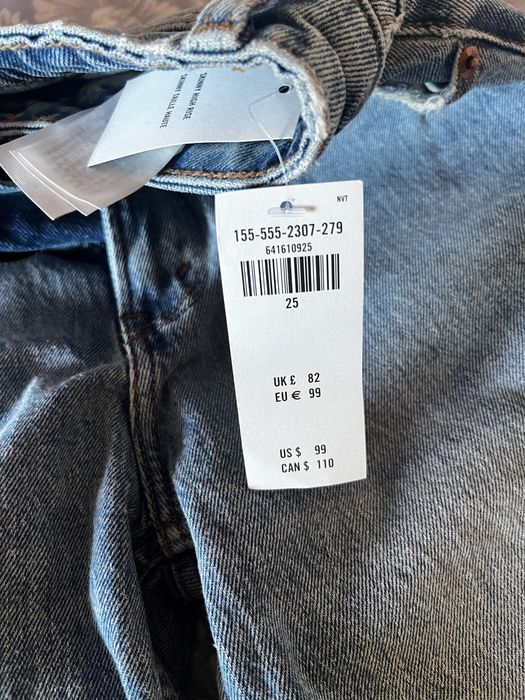 SKINNY HIGH RISE
SKINNY TAILLE HAUTE
NVT
155-555-2307-279
641610925
25
UK £ 82
EU € 99
US $ 99
CAN $ 110